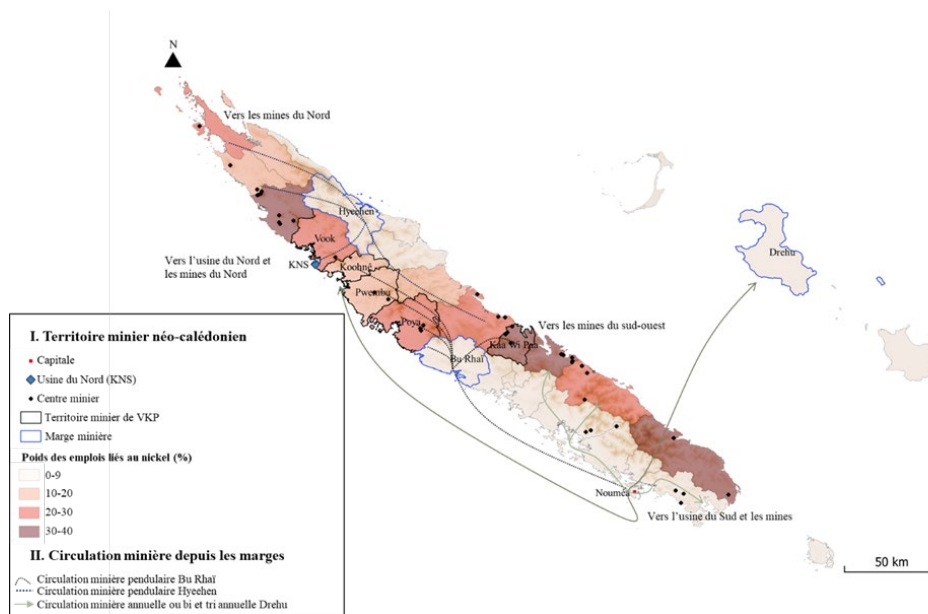 N
Vers les mines du Nord
Hyeehen
Drehu
Vook
Vers l'usine du Nord et
les mines du Nord
KNS
Koohnê
Pwembu
Poya
Vers les mines du sud-ouest
Kaa Wi Paa
Bu Rhaï
Nouméa
Vers l'usine du Sud et les mines
50 km
I. Territoire minier néo-calédonien
Capitale
Usine du Nord (KNS)
Centre minier
Territoire minier de VKP
Marge minière
Poids des emplois liés au nickel (%)
0-9
10-20
20-30
30-40
II. Circulation minière depuis les marges
Circulation minière pendulaire Bu Rhaï
Circulation minière pendulaire Hyeehen
Circulation minière annuelle ou bi et tri annuelle Drehu